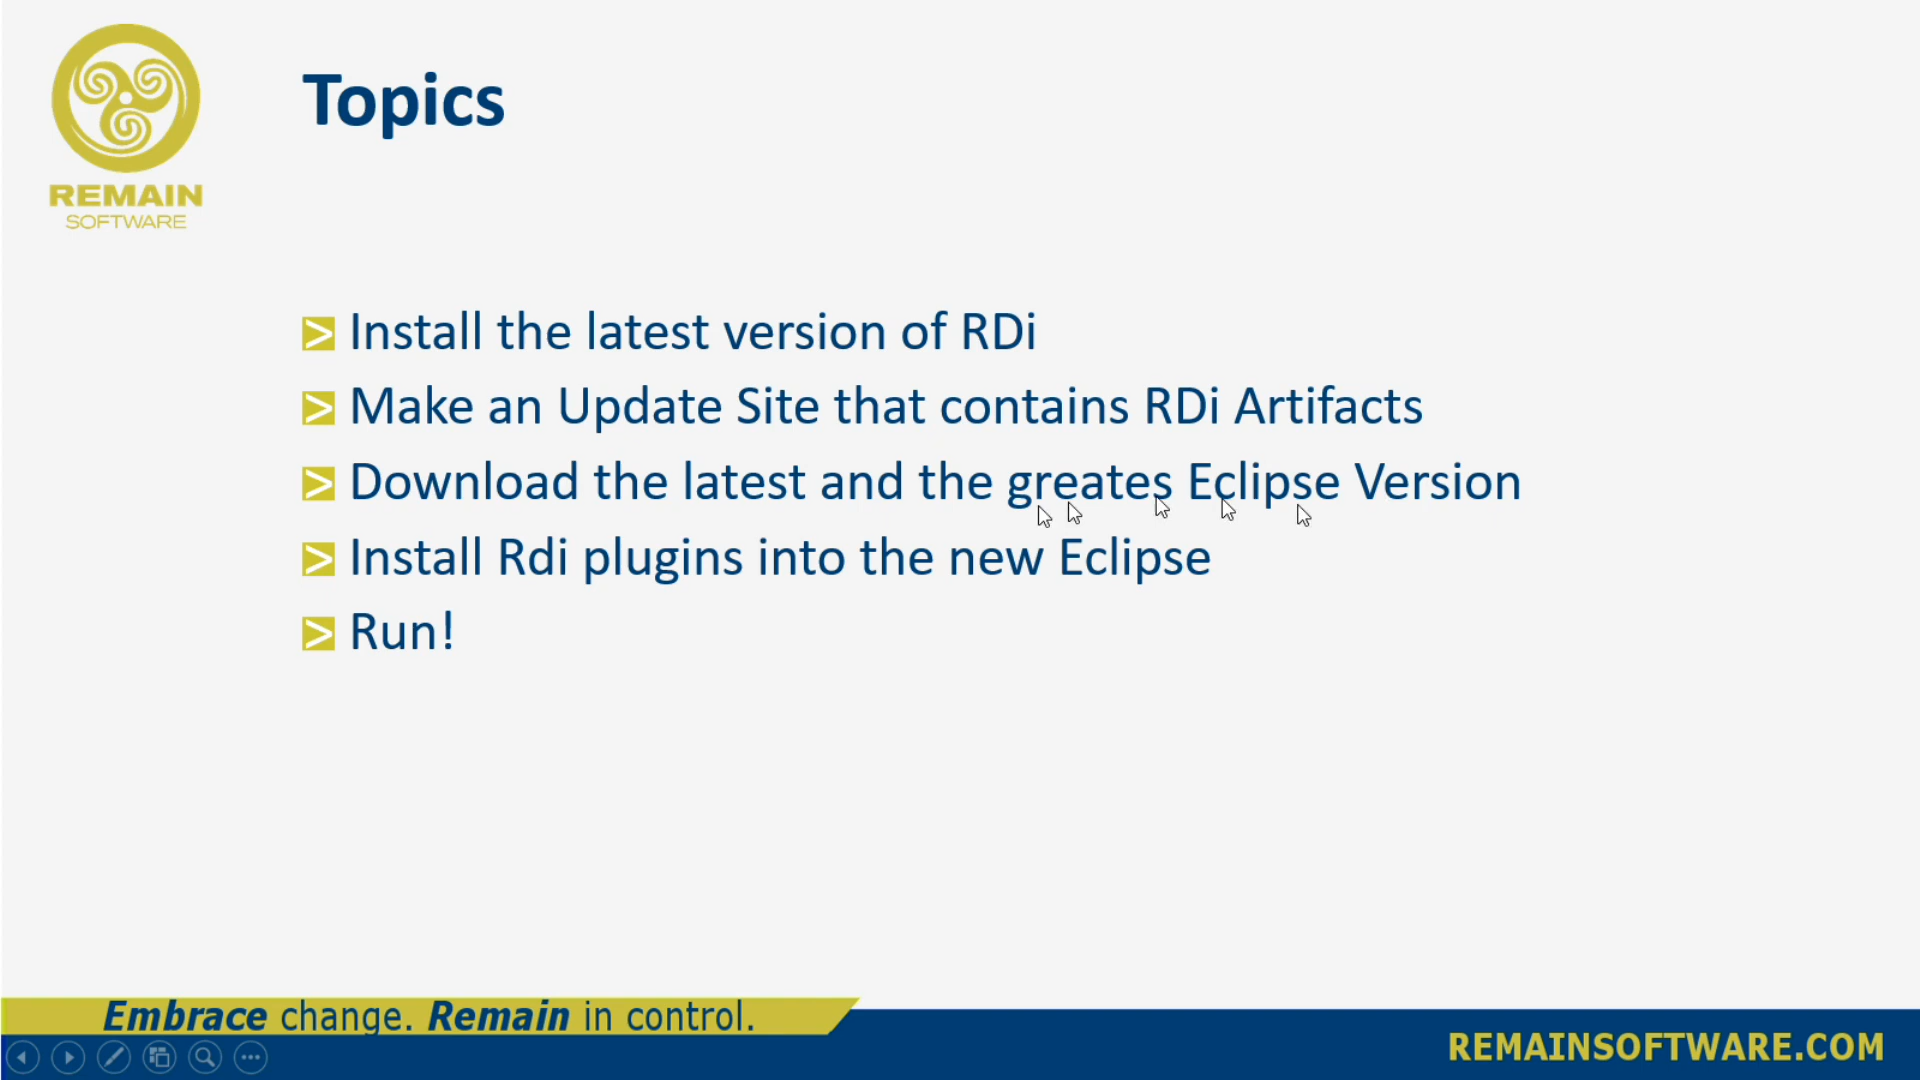 REMAIN
SOFTWARE
Topics
> Install the latest version of RDi
> Make an Update Site that contains RDi Artifacts
> Download the latest and the greates Eclipse Version
> Install Rdi plugins into the new Eclipse
> Run!
Embrace change. Remain in control.
REMAINSOFTWARE.COM